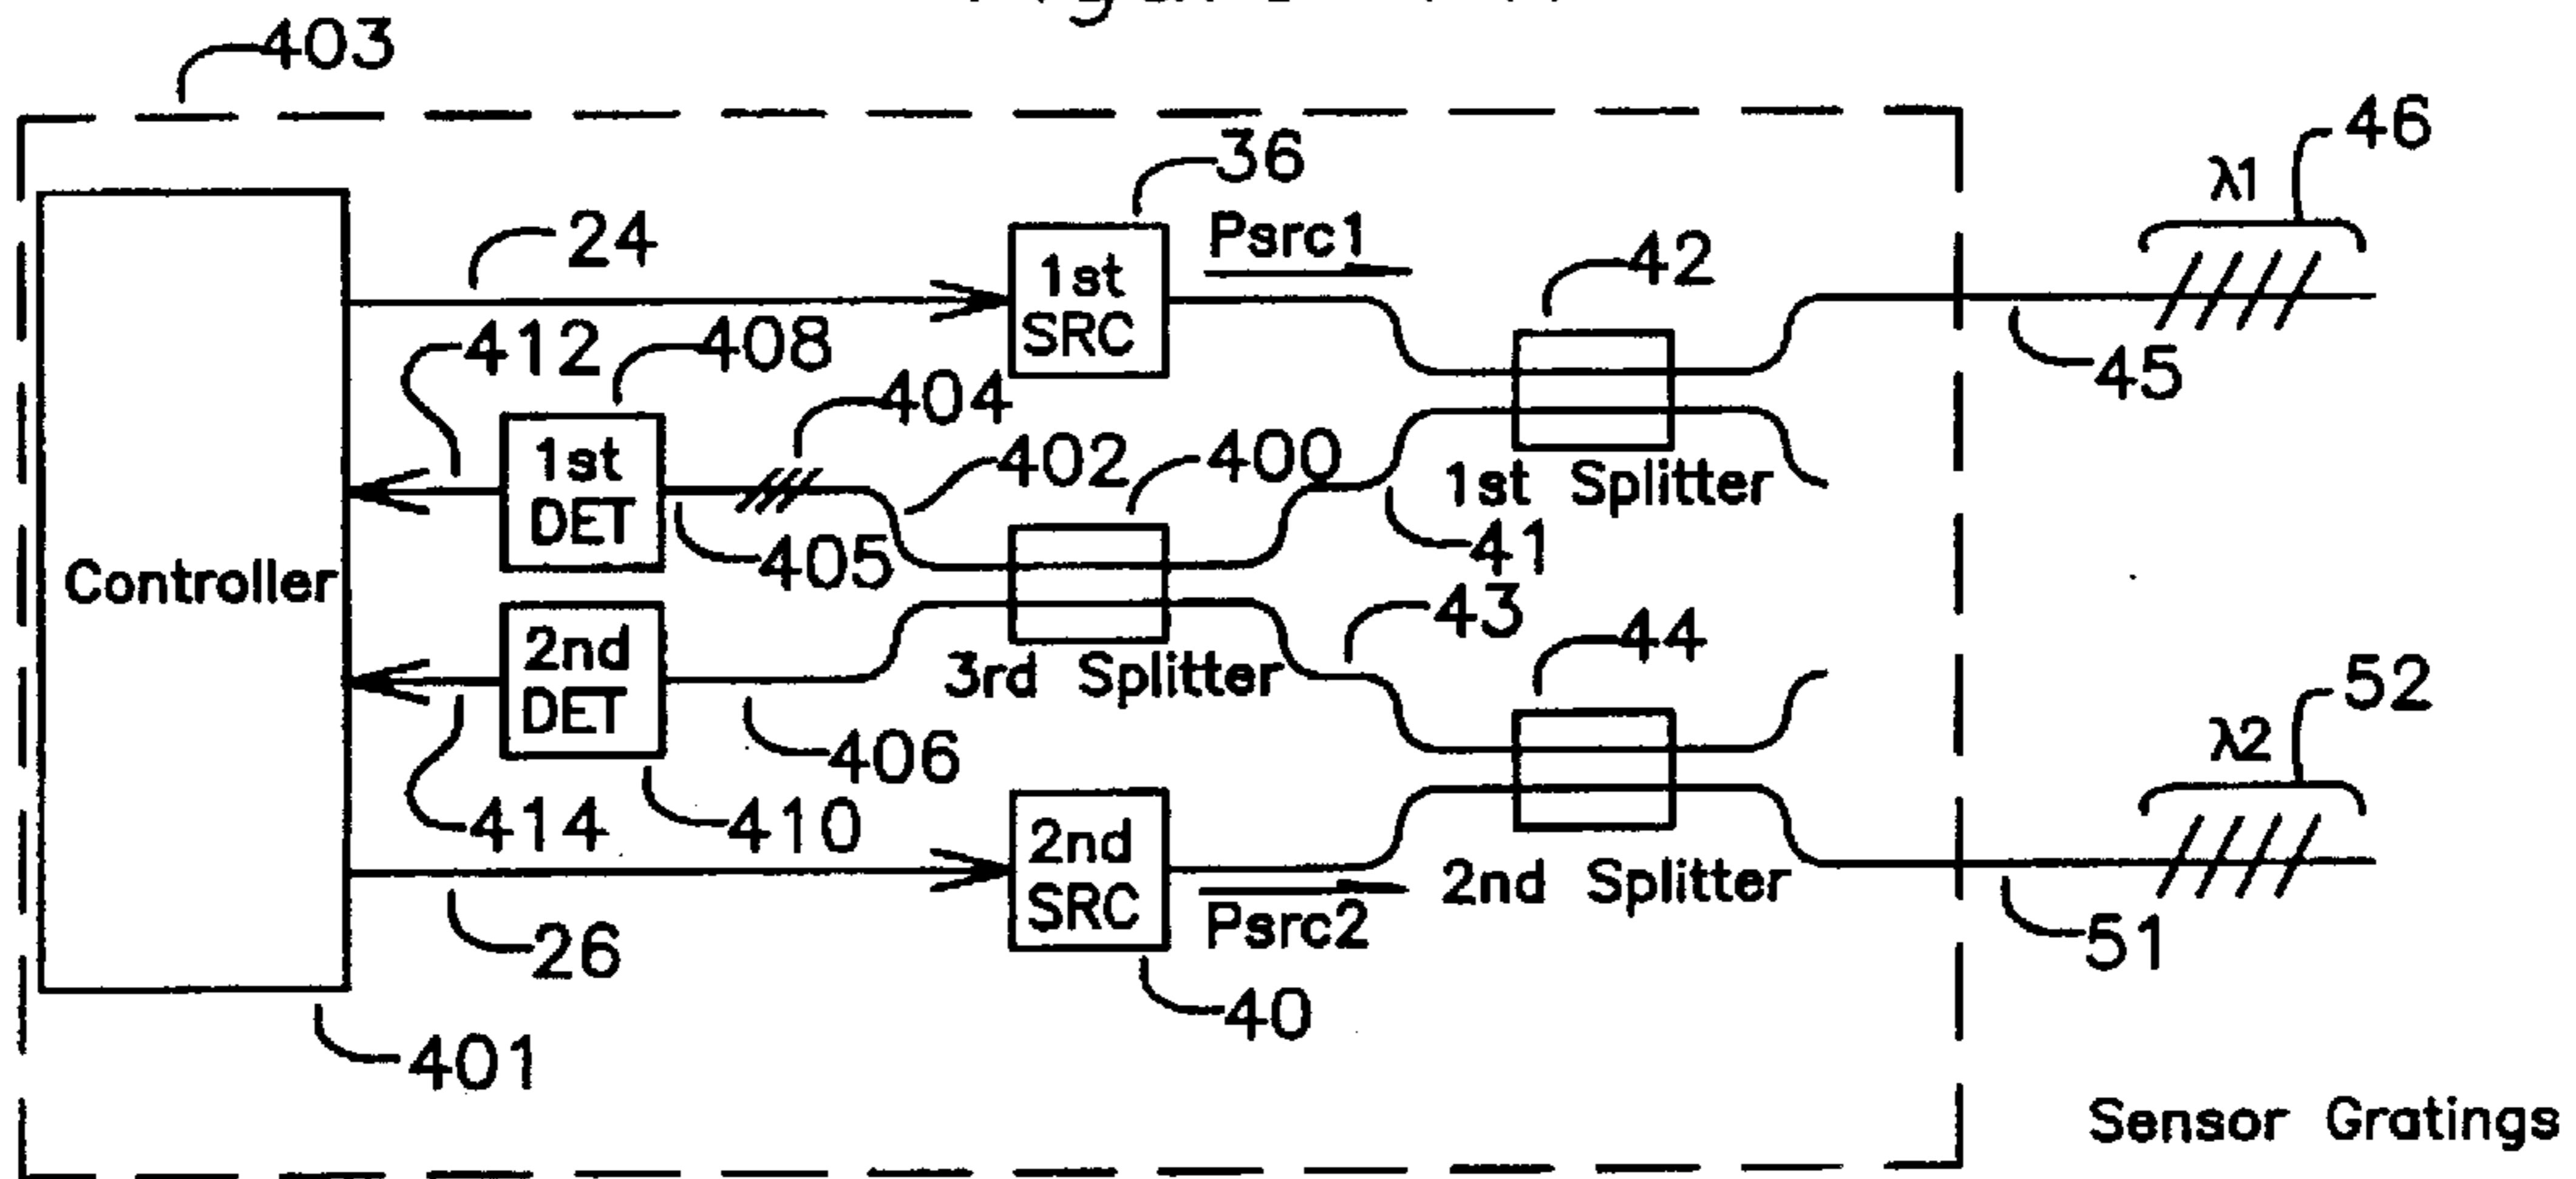 403
46
λ1
36
24
Psrc1
42
1st
SRC
412
408
45
404
402
400
1st
DET
1st Splitter
41
405
Controller
43
44
2nd
DET
3rd Splitter
52
λ2
406
414
410
2nd
SRC
2nd Splitter
Psrc2
26
51
40
401
Sensor Gratings